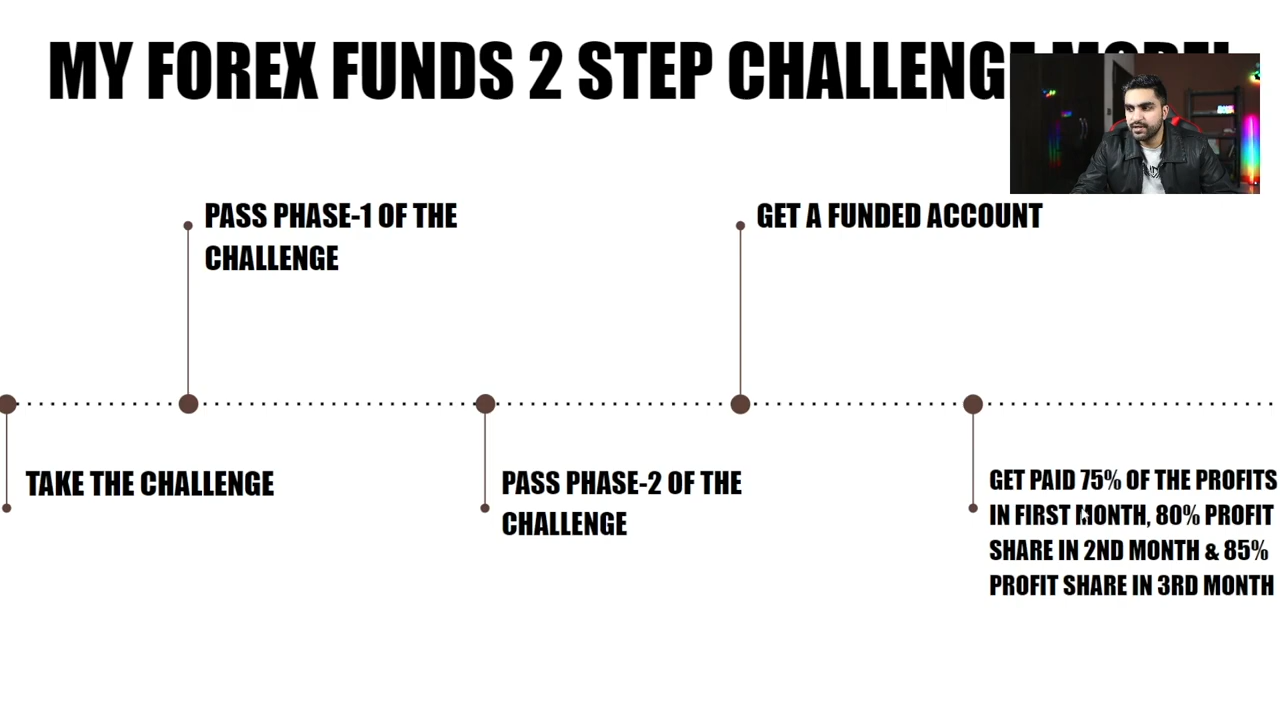 MY FOREX FUNDS 2 STEP CHALLENGE
PASS PHASE-1 OF THE
CHALLENGE
GET A FUNDED ACCOUNT
TAKE THE CHALLENGE
PASS PHASE-2 OF THE
CHALLENGE
GET PAID 75% OF THE PROFITS
IN FIRST MONTH, 80% PROFIT
SHARE IN 2ND MONTH & 85%
PROFIT SHARE IN 3RD MONTH